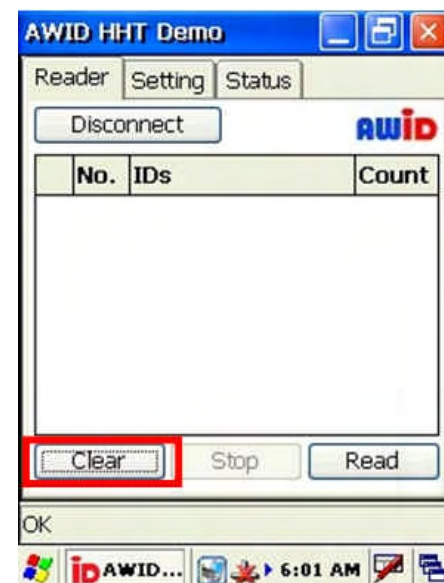 AWID HHT Demo
Reader Setting Status
Disconnect AWiD
No. IDs Count
Clear Stop Read
OK
iD AWID... 6:01 AM